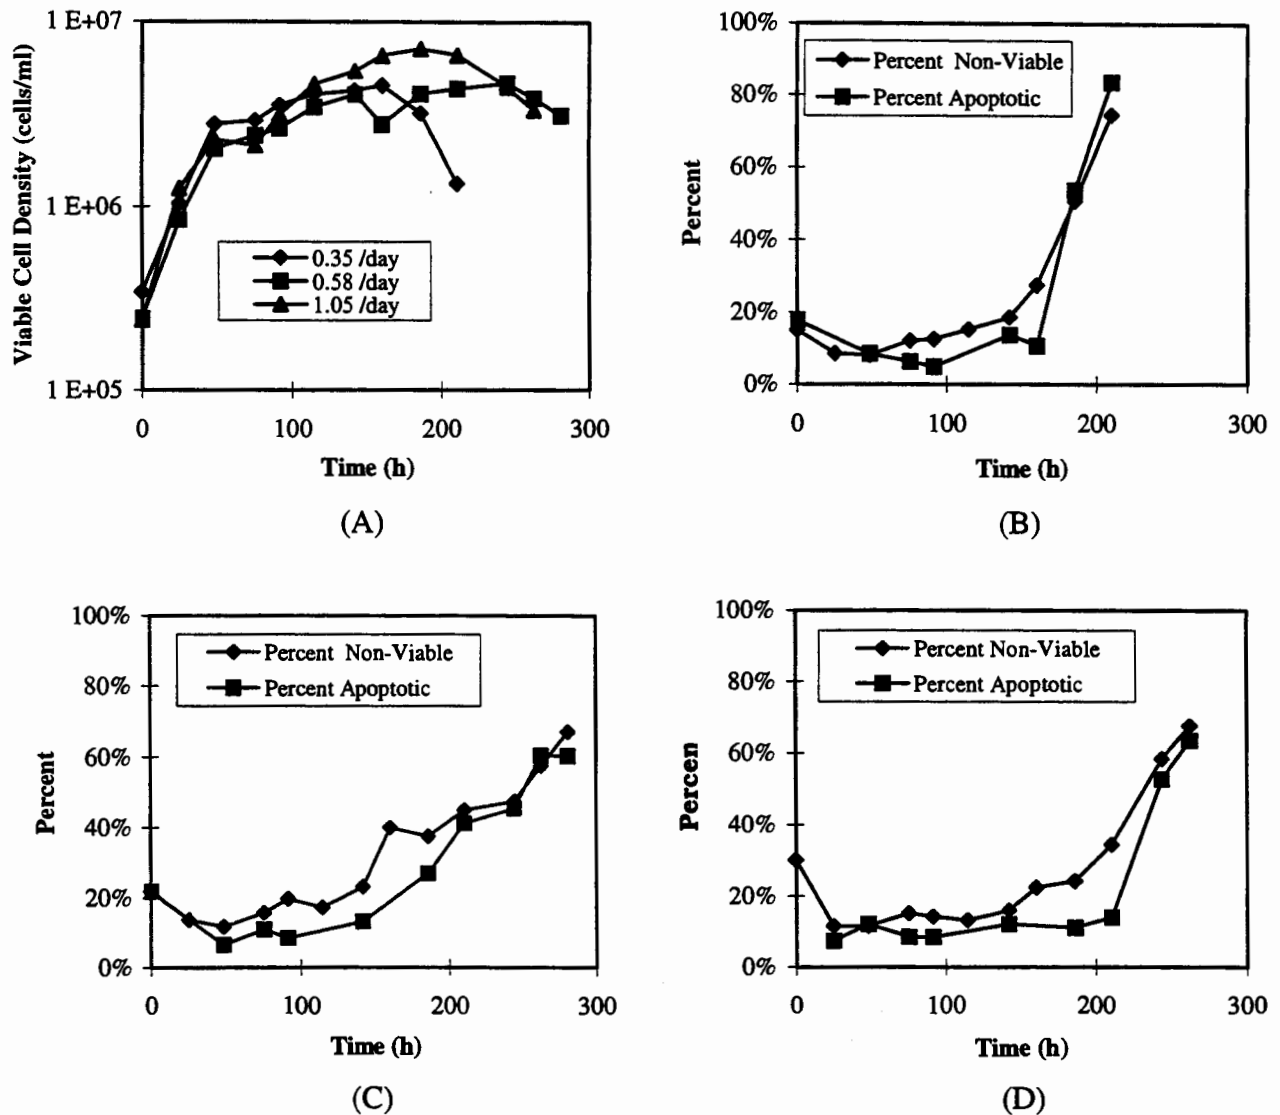 1 E+07
1 E+06
1 E+05
Viable Cell Density (cells/ml)
0.35 /day
0.58 /day
1.05 /day
0 100 200 300
Time (h)
(A)
100%
80%
60%
40%
20%
0%
Percent
Percent Non-Viable
Percent Apoptotic
0 100 200 300
Time (h)
(B)
100%
80%
60%
40%
20%
0%
Percent
Percent Non-Viable
Percent Apoptotic
0 100 200 300
Time (h)
(C)
100%
80%
60%
40%
20%
0%
Percen
Percent Non-Viable
Percent Apoptotic
0 100 200 300
Time (h)
(D)